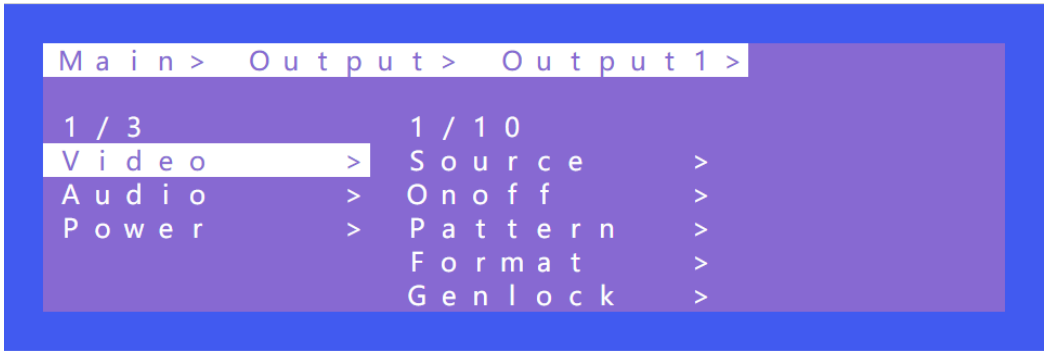 Main> Output> Output1>
1/3 1/10
Video > Source >
Audio > Onoff >
Power > Pattern >
Format >
Genlock >